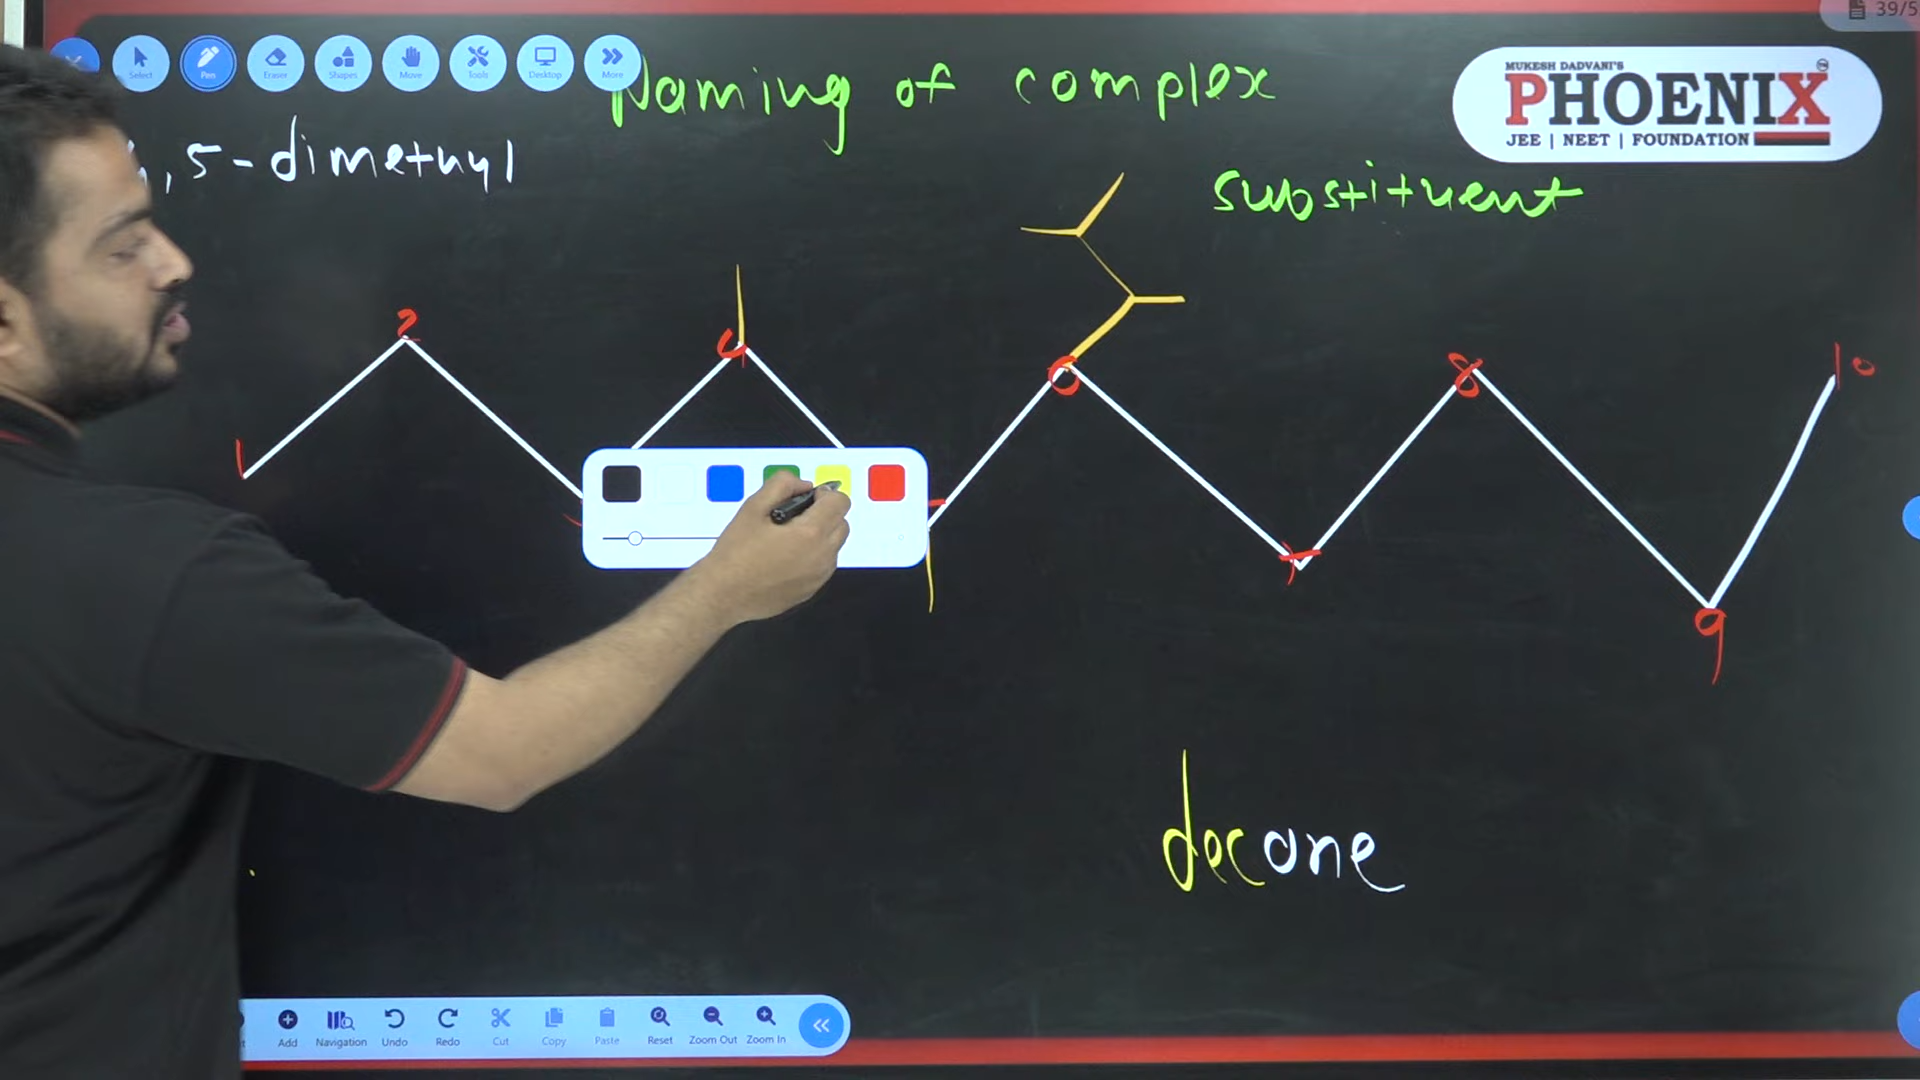 39/5
Select Pen Eraser Shapes Move Tools Desktop More
Naming of complex
substituent
MUKESH DADVANI'S
PHOENIX
JEE | NEET | FOUNDATION
, 5-dimethyl
1 2 4 6 7 8 9 10
decane
Add Navigation Undo Redo Cut Copy Paste Reset Zoom Out Zoom In